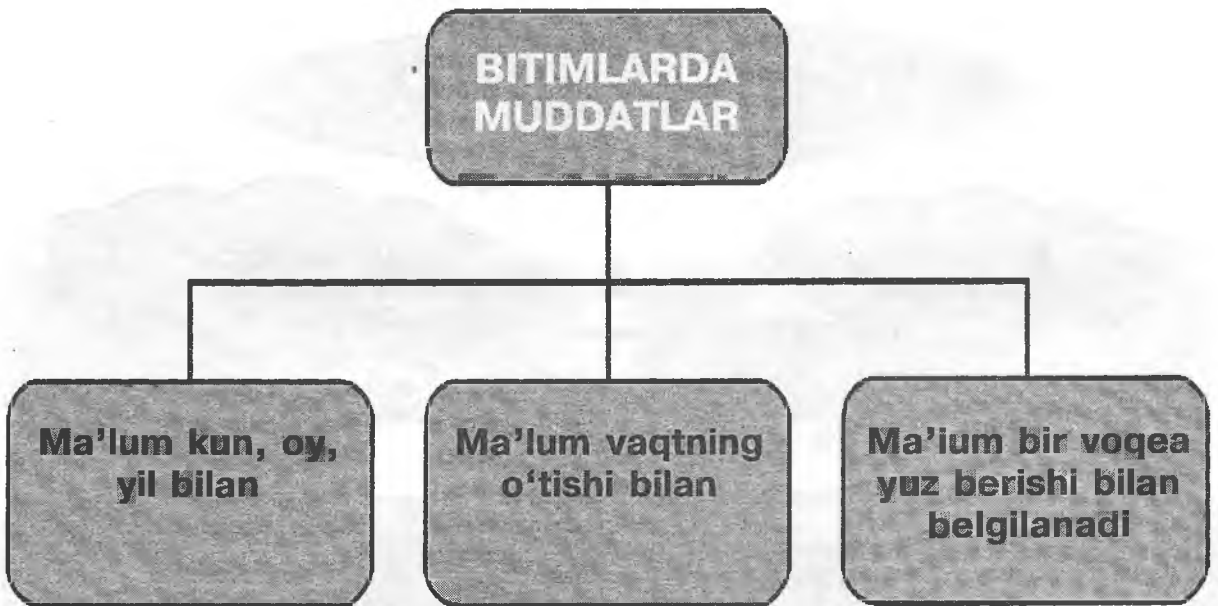 BITIMLARDA
MUDDATLAR
Ma'lum kun, oy,
yil bilan
Ma'lum vaqtning
o‘tishi bilan
Ma'ium bir voqea
yuz berishi bilan
belgilanadi